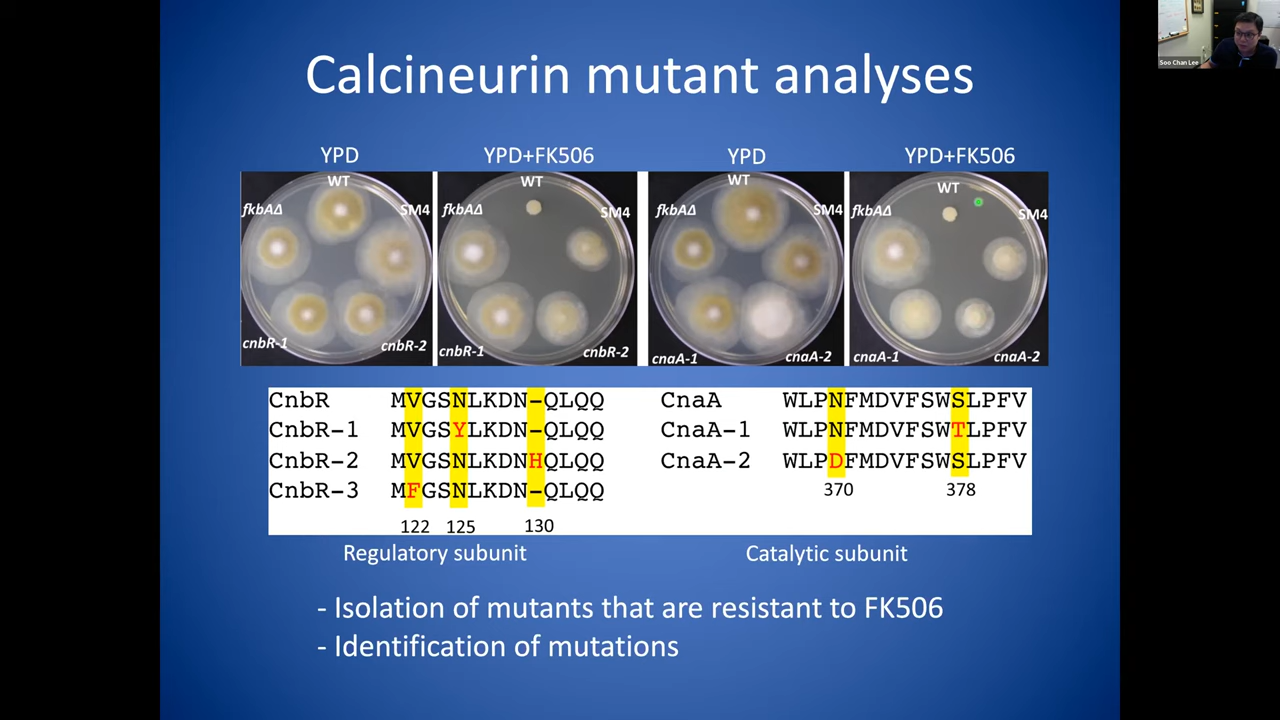 Calcineurin mutant analyses
Soo Chan Lee
YPD
YPD+FK506
YPD
YPD+FK506
WT
fkbAΔ
SM4
cnbR-1
cnbR-2
WT
fkbAΔ
SM4
cnbR-1
cnbR-2
WT
fkbAΔ
SM4
cnaA-1
cnaA-2
WT
fkbAΔ
SM4
cnaA-1
cnaA-2
CnbR MVGSNLKDN-QLQQ
CnbR-1 MVGSYLKDN-QLQQ
CnbR-2 MVGSNLKDNHQLQQ
CnbR-3 MFGSNLKDN-QLQQ
122 125 130
CnaA WLPNFMDVFSWSLPFV
CnaA-1 WLPNFMDVFSWTLPFV
CnaA-2 WLPDFMDVFSWSLPFV
370 378
Regulatory subunit
Catalytic subunit
- Isolation of mutants that are resistant to FK506
- Identification of mutations